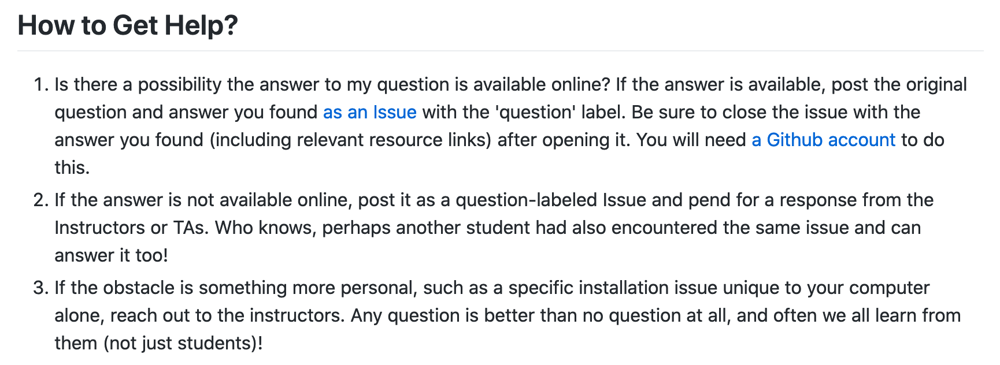 How to Get Help?
1. Is there a possibility the answer to my question is available online? If the answer is available, post the original
question and answer you found as an Issue with the 'question' label. Be sure to close the issue with the
answer you found (including relevant resource links) after opening it. You will need a Github account to do
this.
2. If the answer is not available online, post it as a question-labeled Issue and pend for a response from the
Instructors or TAs. Who knows, perhaps another student had also encountered the same issue and can
answer it too!
3. If the obstacle is something more personal, such as a specific installation issue unique to your computer
alone, reach out to the instructors. Any question is better than no question at all, and often we all learn from
them (not just students)!